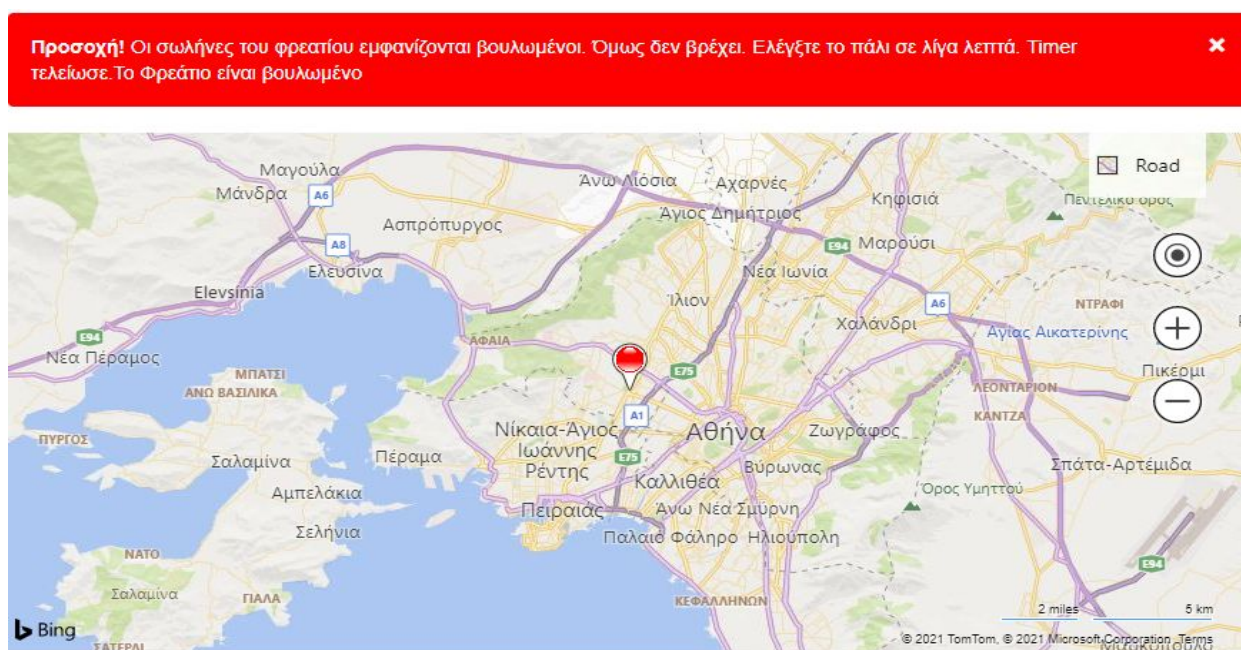 Προσοχή! Οι σωλήνες του φρεατίου εμφανίζονται βουλωμένοι. Όμως δεν βρέχει. Ελέγξτε το πάλι σε λίγα λεπτά. Timer
τελείωσε.Το Φρεάτιο είναι βουλωμένο
×
Road
Μαγούλα
Μάνδρα
A6
Άνω Λιόσια
Αχαρνές
Κηφισιά
Πεντελικό όρος
Ασπρόπυργος
Άγιος Δημήτριος
A8
E94
Μαρούσι
Ελευσίνα
Νέα Ιωνία
Elevsínia
Ίλιον
A6
ΝΤΡΑΦΙ
Χαλάνδρι
Αγίας Αικατερίνης
E94
Νέα Πέραμος
ΑΦΑΙΑ
E75
Πικέρμι
ΜΠΑΤΣΙ
ΑΝΩ ΒΑΣΙΛΙΚΑ
ΛΕΟΝΤΑΡΙΟΝ
A1
ΚΑΝΤΖΑ
Νίκαια-Άγιος
Ιωάννης
Ρέντης
Αθήνα
Ζωγράφος
ΠΥΡΓΟΣ
Σαλαμίνα
Πέραμα
E75
Βύρωνας
Σπάτα-Αρτέμιδα
Καλλιθέα
Αμπελάκια
Όρος Υμηττού
Πειραιάς
Άνω Νέα Σμύρνη
Σελήνια
Παλαιό Φάληρο
Ηλιούπολη
ΝΑΤΟ
E94
Σαλαμίνα
ΓΙΑΛΑ
ΚΕΦΑΛΛΗΝΩΝ
2 miles
5 km
Bing
© 2021 TomTom, © 2021 Microsoft Corporation Terms
ΣΑΤΕΡΛΙ
Μαρκόπουλο